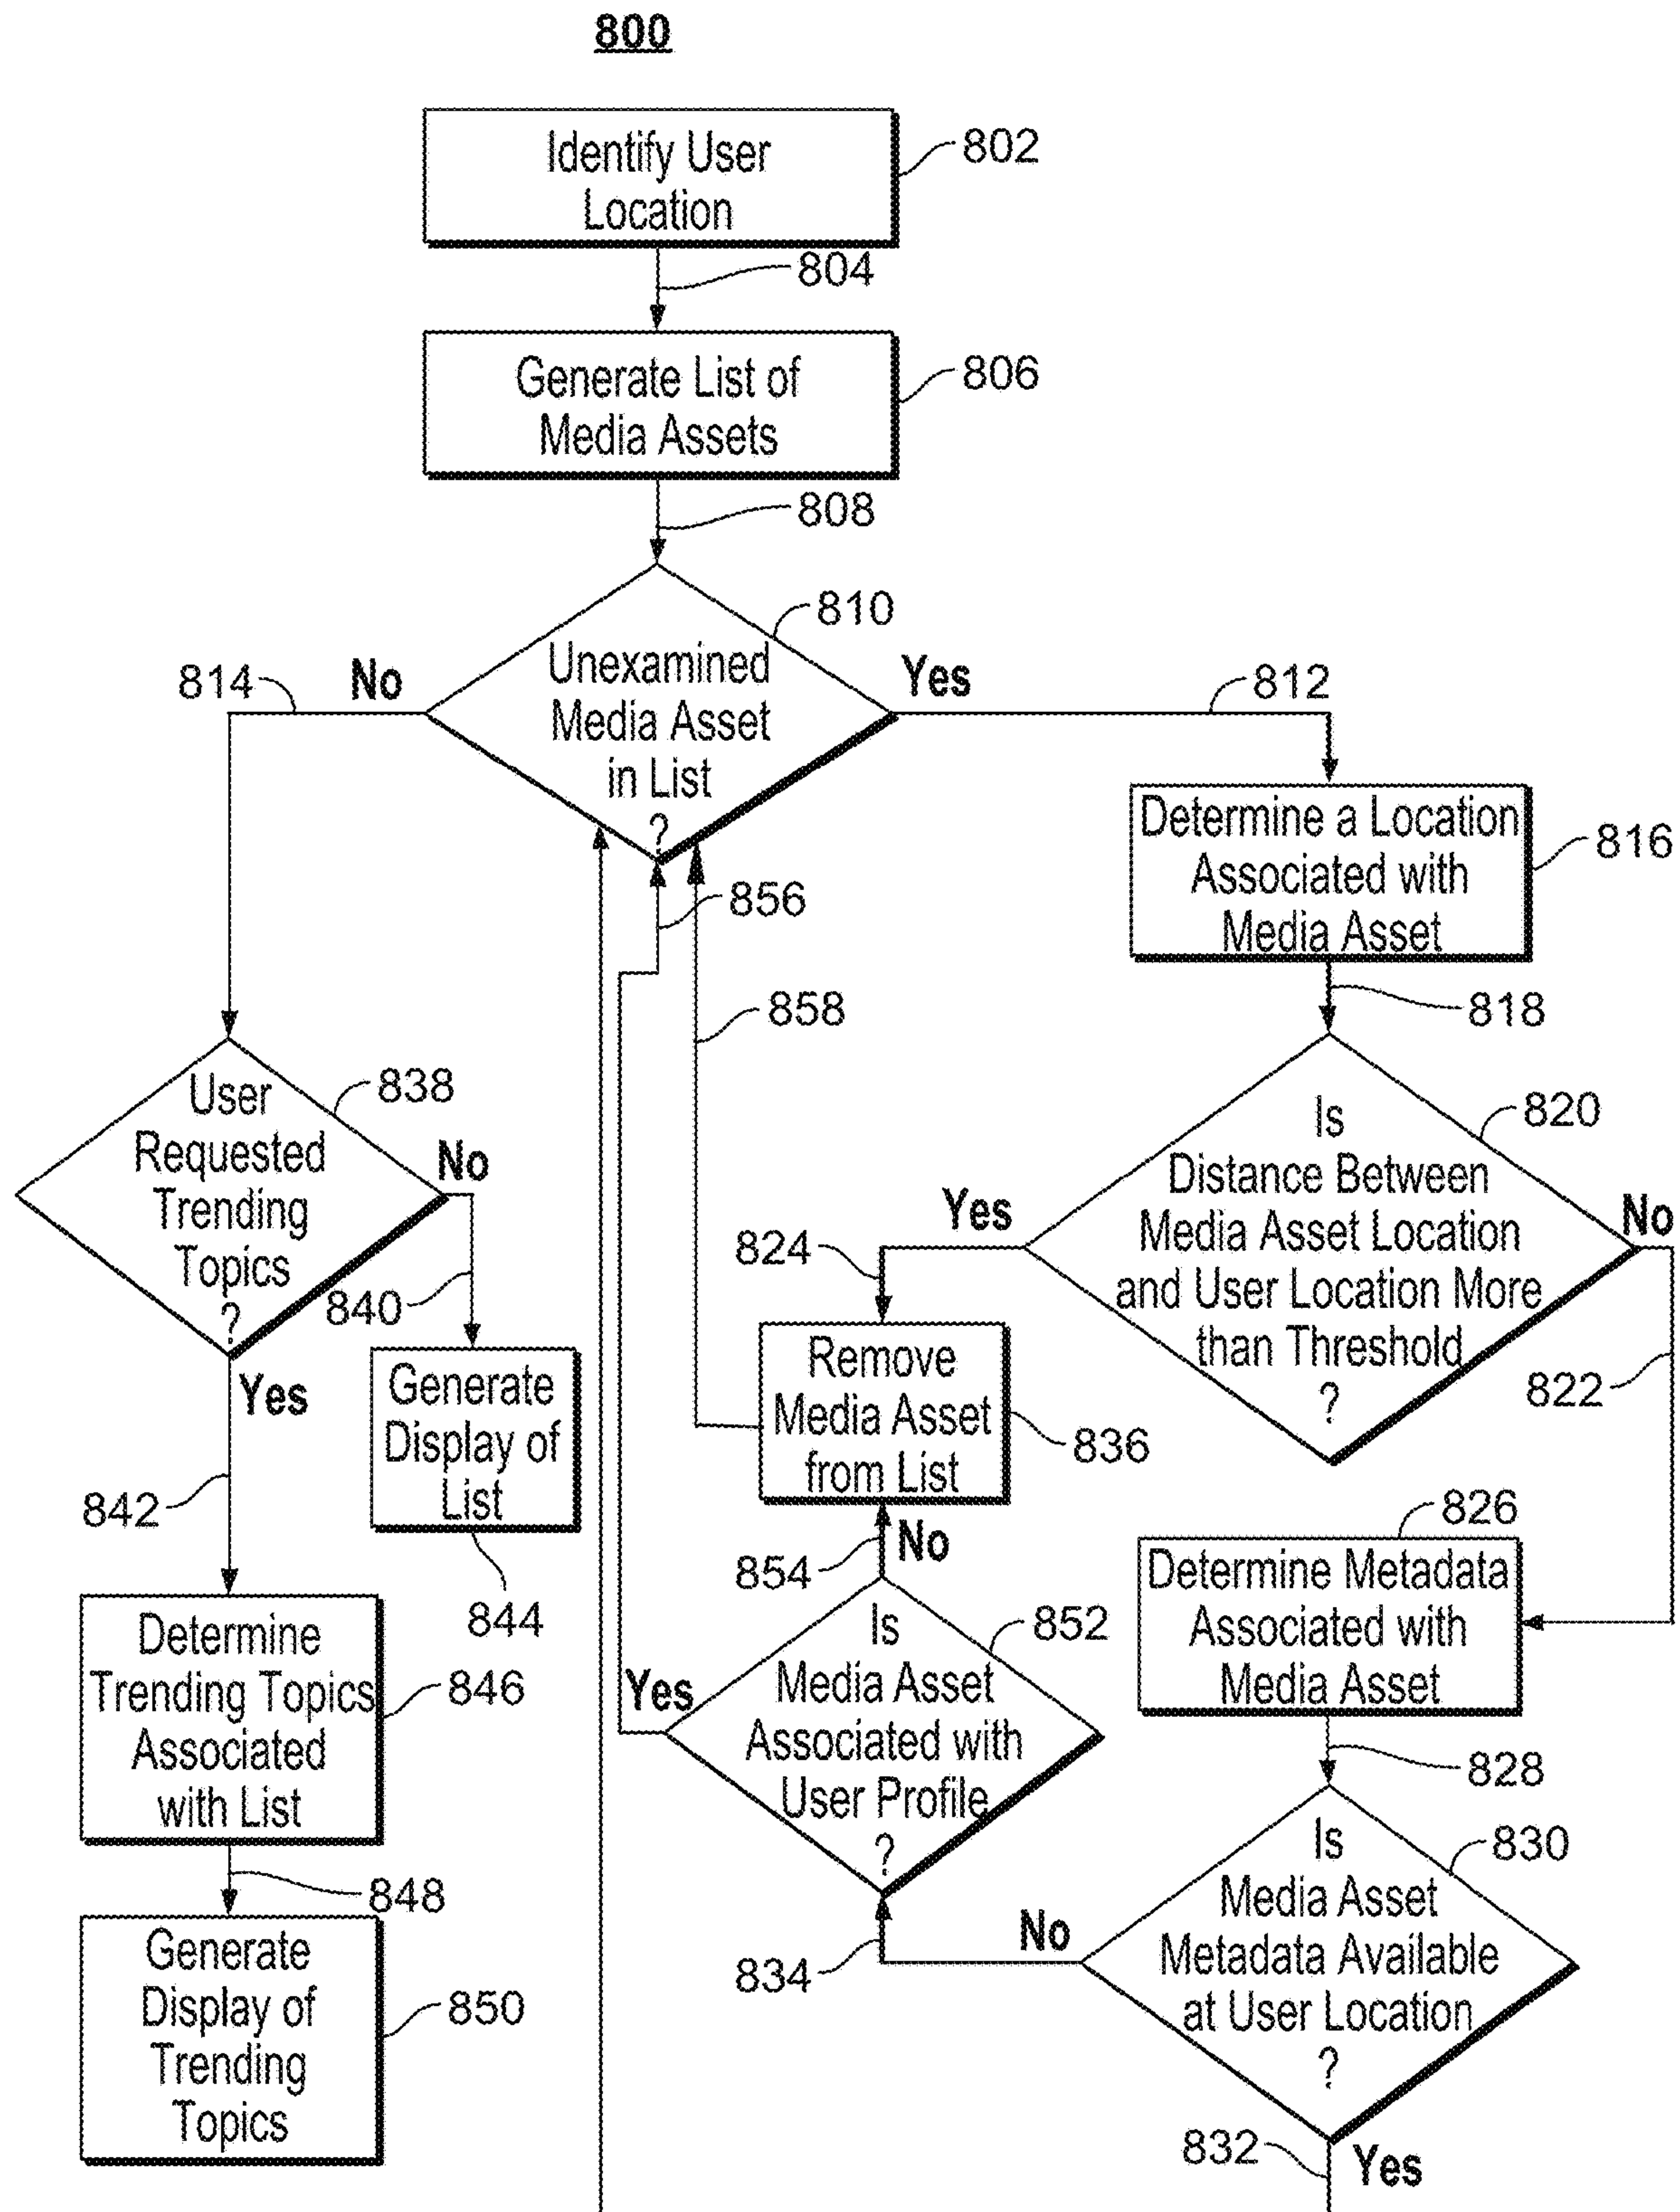 800
Identify User
Location
802
804
Generate List of
Media Assets
806
808
810
Unexamined
Media Asset
in List
?
814
No
Yes
812
Determine a Location
Associated with
Media Asset
816
856
858
818
User
Requested
Trending
Topics
?
838
No
840
Yes
842
Generate
Display of
List
844
Is
Distance Between
Media Asset Location
and User Location More
than Threshold
?
820
Yes
824
No
822
Remove
Media Asset
from List
836
854
No
826
Determine Metadata
Associated with
Media Asset
828
Determine
Trending Topics
Associated
with List
846
848
Generate
Display of
Trending
Topics
850
Is
Media Asset
Associated with
User Profile
?
852
Yes
834
No
Is
Media Asset
Metadata Available
at User Location
?
830
832
Yes